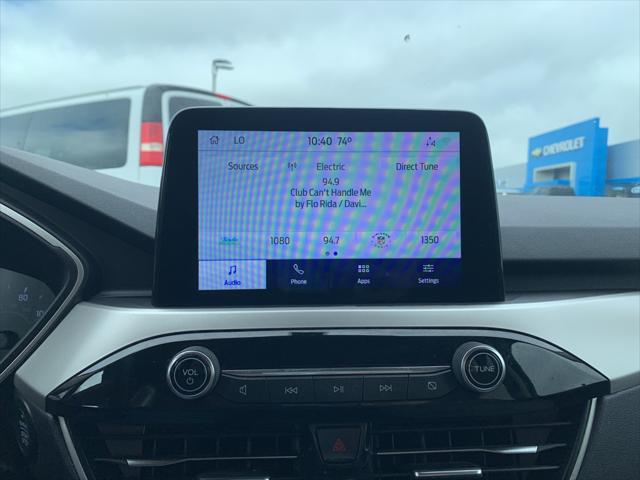 LO 10:40 74°
Sources Electric Direct Tune
94.9
Club Can't Handle Me
by Flo Rida / Davi...
1080 94.7 1350
Audio Phone Apps Settings
CHEVROLET
VOL TUNE
80